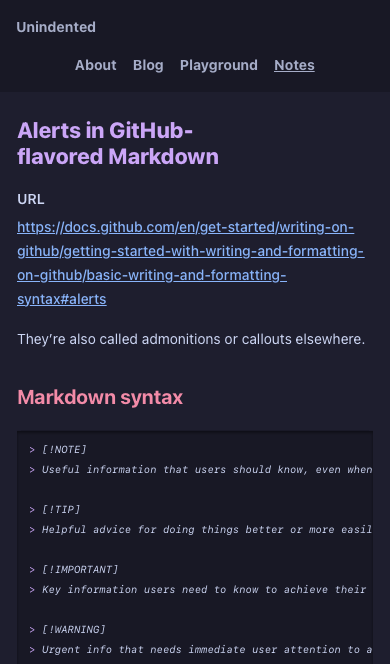 Unindented
About Blog Playground Notes
Alerts in GitHub-
flavored Markdown
URL
https://docs.github.com/en/get-started/writing-on-
github/getting-started-with-writing-and-formatting-
on-github/basic-writing-and-formatting-
syntax#alerts
They’re also called admonitions or callouts elsewhere.
Markdown syntax
> [!NOTE]
> Useful information that users should know, even when
> [!TIP]
> Helpful advice for doing things better or more easil
> [!IMPORTANT]
> Key information users need to know to achieve their
> [!WARNING]
> Urgent info that needs immediate user attention to a